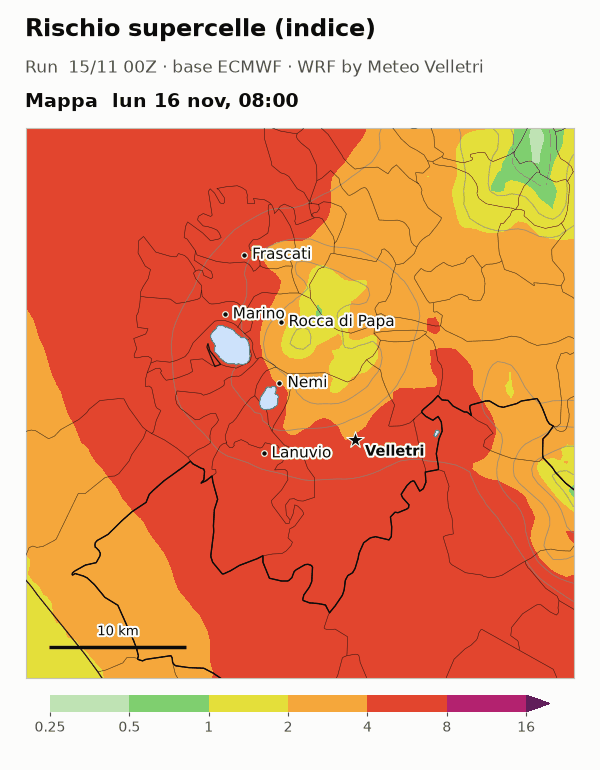 Rischio supercelle (indice)
Run  15/11 00Z · base ECMWF · WRF by Meteo Velletri
Mappa  lun 16 nov, 08:00
Frascati
Marino
Rocca di Papa
Nemi
Velletri
Lanuvio
10 km
0.25 0.5 1 2 4 8 16